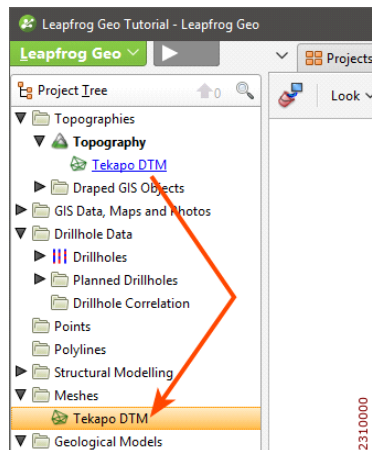 Leapfrog Geo Tutorial - Leapfrog Geo
Leapfrog Geo
Projects
Project Tree
0
Look
Topographies
Topography
Tekapo DTM
Draped GIS Objects
GIS Data, Maps and Photos
Drillhole Data
Drillholes
Planned Drillholes
Drillhole Correlation
Points
Polylines
Structural Modelling
Meshes
Tekapo DTM
Geological Models
2310000